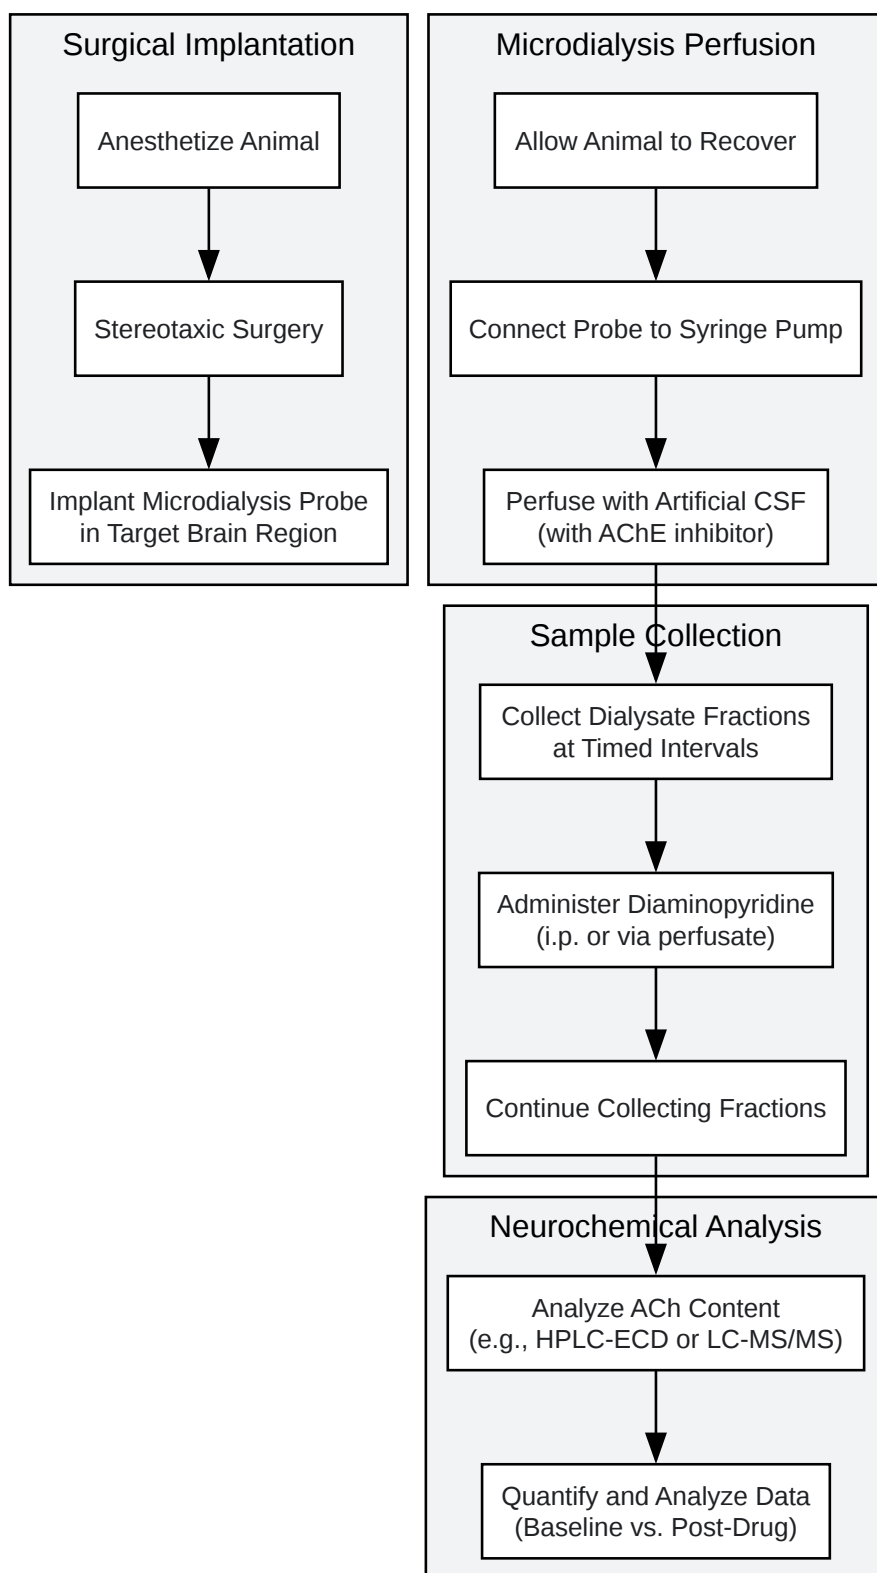 Surgical Implantation
Anesthetize Animal
Stereotaxic Surgery
Implant Microdialysis Probe
in Target Brain Region
Microdialysis Perfusion
Allow Animal to Recover
Connect Probe to Syringe Pump
Perfuse with Artificial CSF
(with AChE inhibitor)
Sample Collection
Collect Dialysate Fractions
at Timed Intervals
Administer Diaminopyridine
(i.p. or via perfusate)
Continue Collecting Fractions
Neurochemical Analysis
Analyze ACh Content
(e.g., HPLC-ECD or LC-MS/MS)
Quantify and Analyze Data
(Baseline vs. Post-Drug)